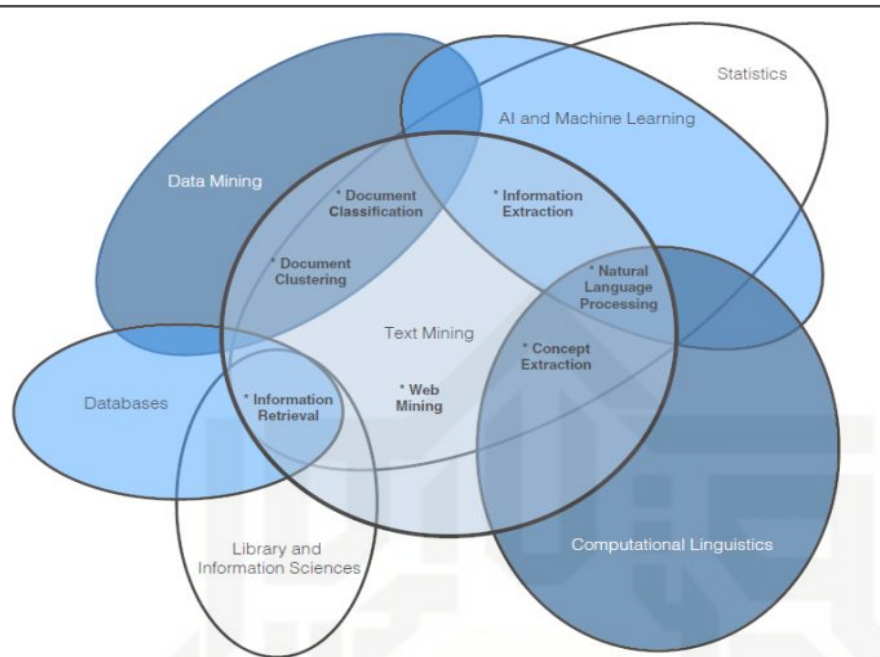 Statistics
AI and Machine Learning
Data Mining
* Document
Classification
* Information
Extraction
* Document
Clustering
* Natural
Language
Processing
Text Mining
* Concept
Extraction
* Web
Mining
Databases
* Information
Retrieval
Library and
Information Sciences
Computational Linguistics